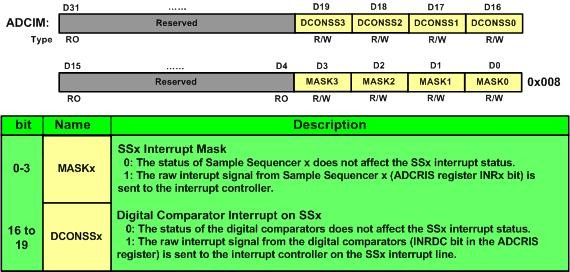 D31 ...... D19 D18 D17 D16
ADCIM: Reserved DCONSS3 DCONSS2 DCONSS1 DCONSS0
Type RO R/W R/W R/W R/W
D15 ...... D4 D3 D2 D1 D0
Reserved MASK3 MASK2 MASK1 MASK0 0x008
RO RO R/W R/W R/W R/W
bit Name Description
SSx Interrupt Mask
0: The status of Sample Sequencer x does not affect the SSx interrupt status.
0-3 MASKx 1: The raw interupt signal from Sample Sequencer x (ADCRIS register INRx bit) is
sent to the interrupt controller.
Digital Comparator Interrupt on SSx
0: The status of the digital comparators does not affect the SSx interrupt status.
16 to 19 DCONSSx 1: The raw interrupt signal from the digital comparators (INRDC bit in the ADCRIS
register) is sent to the interrupt controller on the SSx interrupt line.